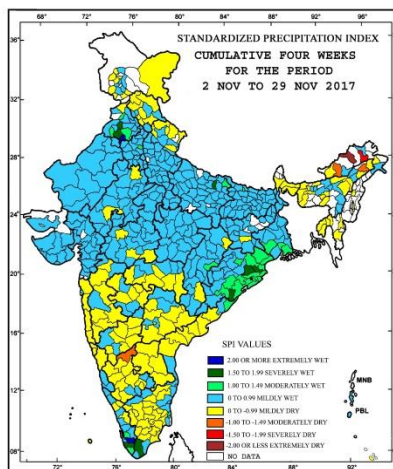 68° 72° 76° 80° 84° 88° 92° 96°
STANDARDIZED PRECIPITATION INDEX
CUMULATIVE FOUR WEEKS
FOR THE PERIOD
2 NOV TO 29 NOV 2017
36°
32°
28°
24°
20°
16°
12°
08°
SPI VALUES
2.00 OR MORE EXTREMELY WET
1.50 TO 1.99 SEVERELY WET
1.00 TO 1.49 MODERATELY WET
0 TO 0.99 MILDLY WET
0 TO -0.99 MILDLY DRY
-1.00 TO -1.49 MODERATELY DRY
-1.50 TO -1.99 SEVERELY DRY
-2.00 OR LESS EXTREMELY DRY
NO DATA
MNB
PBL
72° 76° 80° 84° 88° 92°